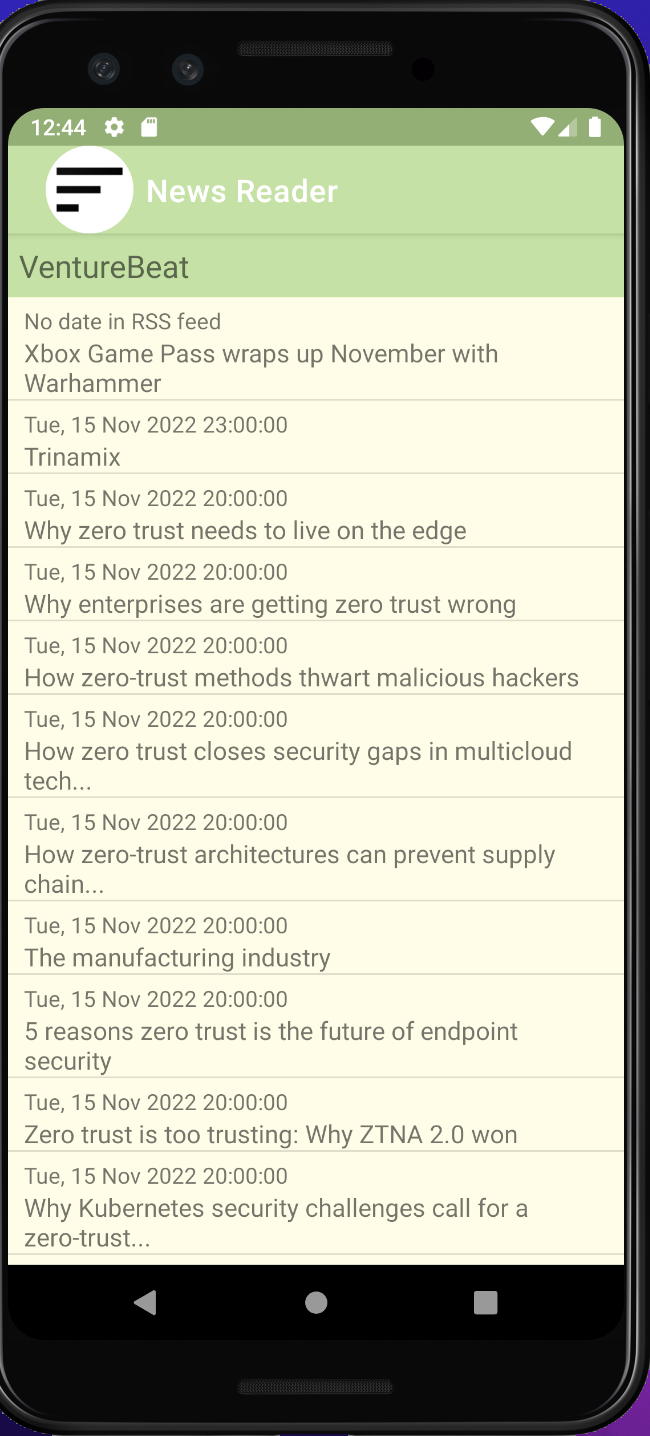 12:44
News Reader
VentureBeat
No date in RSS feed
Xbox Game Pass wraps up November with
Warhammer
Tue, 15 Nov 2022 23:00:00
Trinamix
Tue, 15 Nov 2022 20:00:00
Why zero trust needs to live on the edge
Tue, 15 Nov 2022 20:00:00
Why enterprises are getting zero trust wrong
Tue, 15 Nov 2022 20:00:00
How zero-trust methods thwart malicious hackers
Tue, 15 Nov 2022 20:00:00
How zero trust closes security gaps in multicloud
tech...
Tue, 15 Nov 2022 20:00:00
How zero-trust architectures can prevent supply
chain...
Tue, 15 Nov 2022 20:00:00
The manufacturing industry
Tue, 15 Nov 2022 20:00:00
5 reasons zero trust is the future of endpoint
security
Tue, 15 Nov 2022 20:00:00
Zero trust is too trusting: Why ZTNA 2.0 won
Tue, 15 Nov 2022 20:00:00
Why Kubernetes security challenges call for a
zero-trust...